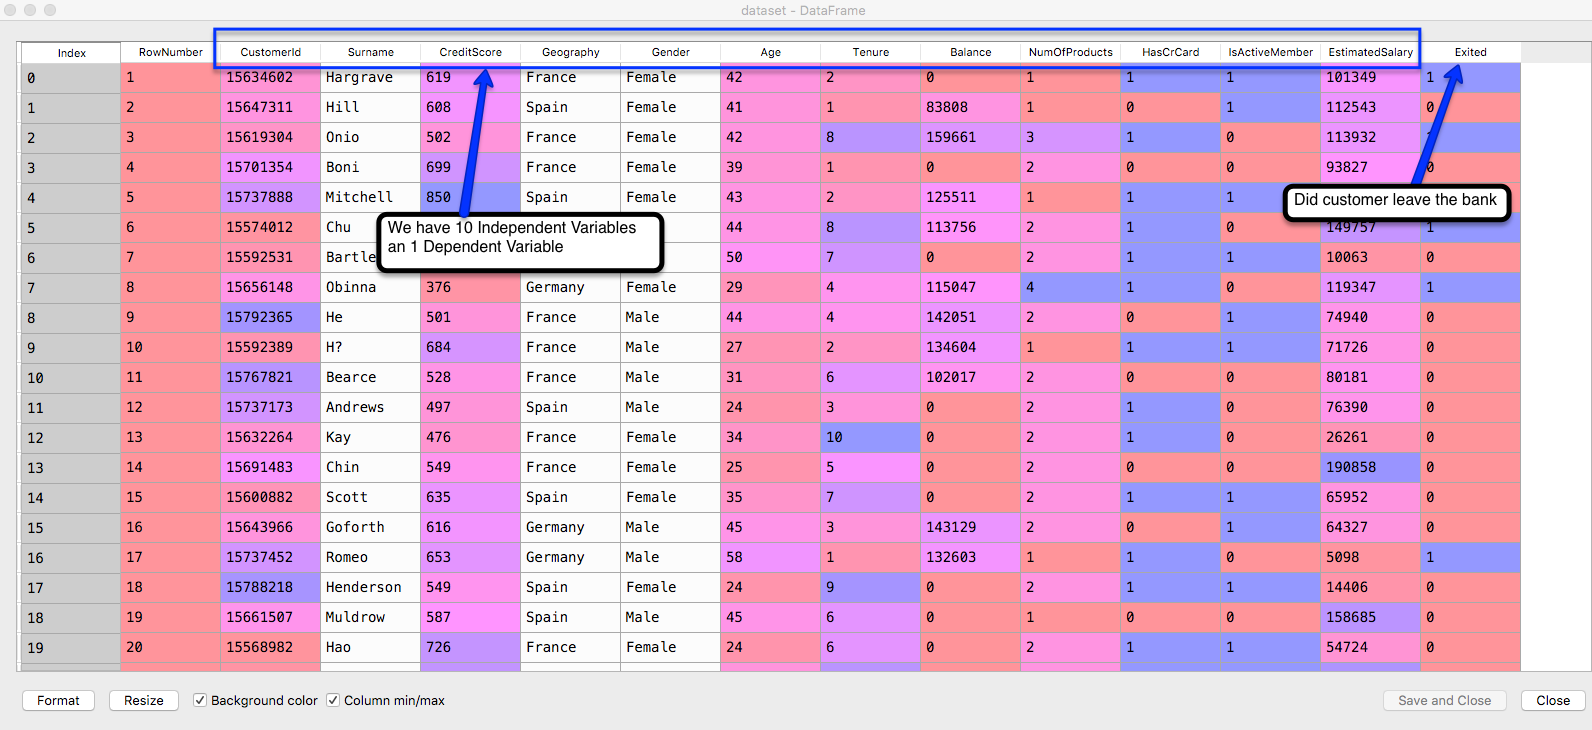 dataset - DataFrame
Index RowNumber CustomerId Surname CreditScore Geography Gender Age Tenure Balance NumOfProducts HasCrCard IsActiveMember EstimatedSalary Exited
0 1 15634602 Hargrave 619 France Female 42 2 0 1 1 1 101349 1
1 2 15647311 Hill 608 Spain Female 41 1 83808 1 0 1 112543 0
2 3 15619304 Onio 502 France Female 42 8 159661 3 1 0 113932
3 4 15701354 Boni 699 France Female 39 1 0 2 0 0 93827 0
4 5 15737888 Mitchell 850 Spain Female 43 2 125511 1 1 1
Did customer leave the bank
5 6 15574012 Chu 44 8 113756 2 1 0 149757 1
We have 10 Independent Variables
an 1 Dependent Variable
6 7 15592531 Bartle 50 7 0 2 1 1 10063 0
7 8 15656148 Obinna 376 Germany Female 29 4 115047 4 1 0 119347 1
8 9 15792365 He 501 France Male 44 4 142051 2 0 1 74940 0
9 10 15592389 H? 684 France Male 27 2 134604 1 1 1 71726 0
10 11 15767821 Bearce 528 France Male 31 6 102017 2 0 0 80181 0
11 12 15737173 Andrews 497 Spain Male 24 3 0 2 1 0 76390 0
12 13 15632264 Kay 476 France Female 34 10 0 2 1 0 26261 0
13 14 15691483 Chin 549 France Female 25 5 0 2 0 0 190858 0
14 15 15600882 Scott 635 Spain Female 35 7 0 2 1 1 65952 0
15 16 15643966 Goforth 616 Germany Male 45 3 143129 2 0 1 64327 0
16 17 15737452 Romeo 653 Germany Male 58 1 132603 1 1 0 5098 1
17 18 15788218 Henderson 549 Spain Female 24 9 0 2 1 1 14406 0
18 19 15661507 Muldrow 587 Spain Male 45 6 0 1 0 0 158685 0
19 20 15568982 Hao 726 France Female 24 6 0 2 1 1 54724 0
Format Resize Background color Column min/max Save and Close Close